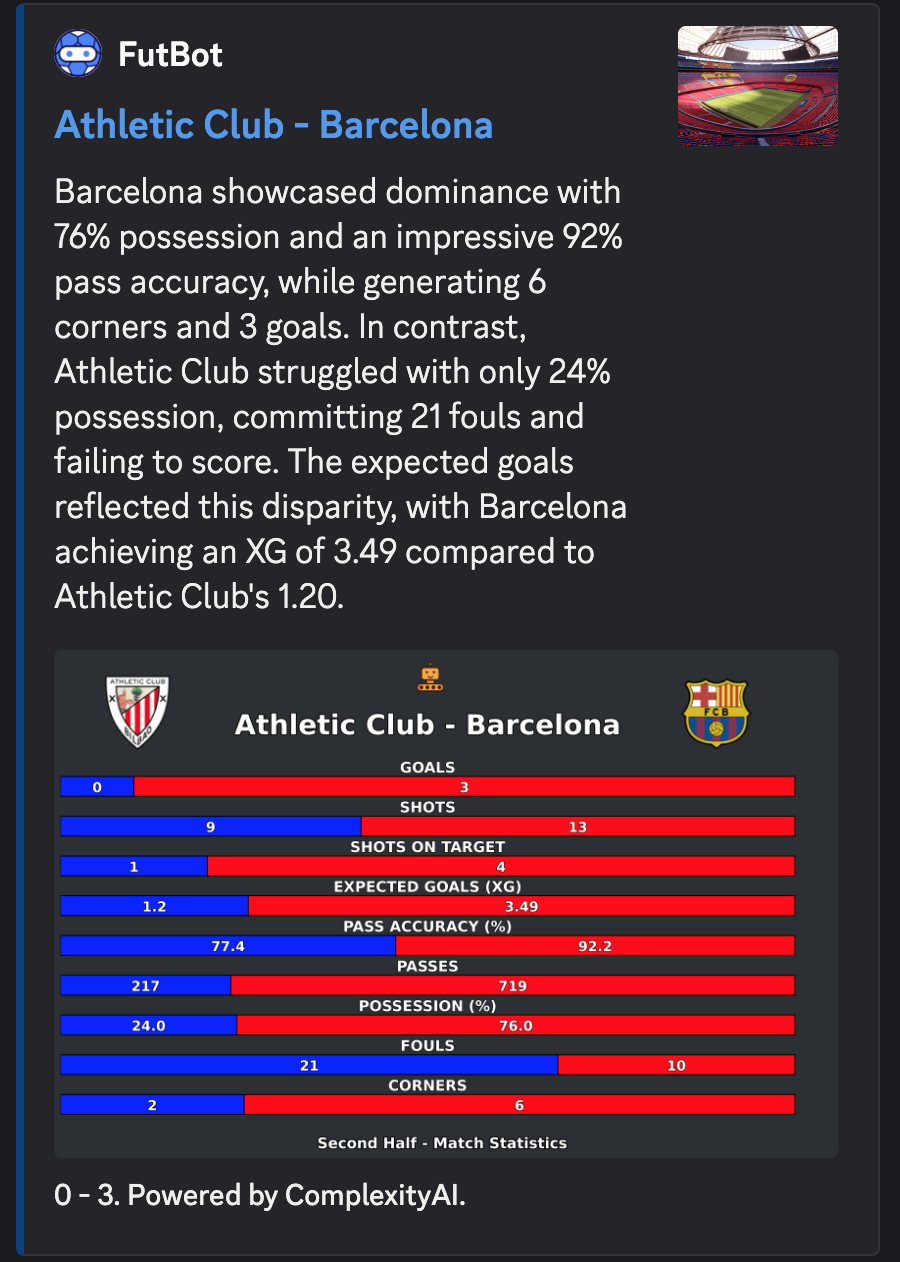 FutBot
Athletic Club - Barcelona
Barcelona showcased dominance with
76% possession and an impressive 92%
pass accuracy, while generating 6
corners and 3 goals. In contrast,
Athletic Club struggled with only 24%
possession, committing 21 fouls and
failing to score. The expected goals
reflected this disparity, with Barcelona
achieving an XG of 3.49 compared to
Athletic Club's 1.20.
ATHLETIC CLUB
BILBAO
FCB
Athletic Club - Barcelona
GOALS
0 3
SHOTS
9 13
SHOTS ON TARGET
1 4
EXPECTED GOALS (XG)
1.2 3.49
PASS ACCURACY (%)
77.4 92.2
PASSES
217 719
POSSESSION (%)
24.0 76.0
FOULS
21 10
CORNERS
2 6
Second Half - Match Statistics
0 - 3. Powered by ComplexityAI.